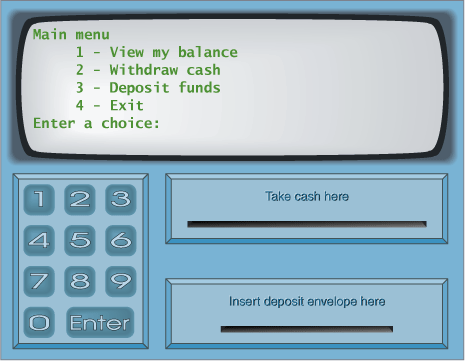 Main menu
1 - View my balance
2 - Withdraw cash
3 - Deposit funds
4 - Exit
Enter a choice:
1 2 3
4 5 6
7 8 9
0 Enter
Take cash here
Insert deposit envelope here